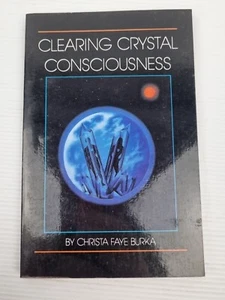 CLEARING CRYSTAL
CONSCIOUSNESS
BY CHRISTA FAYE BURKA